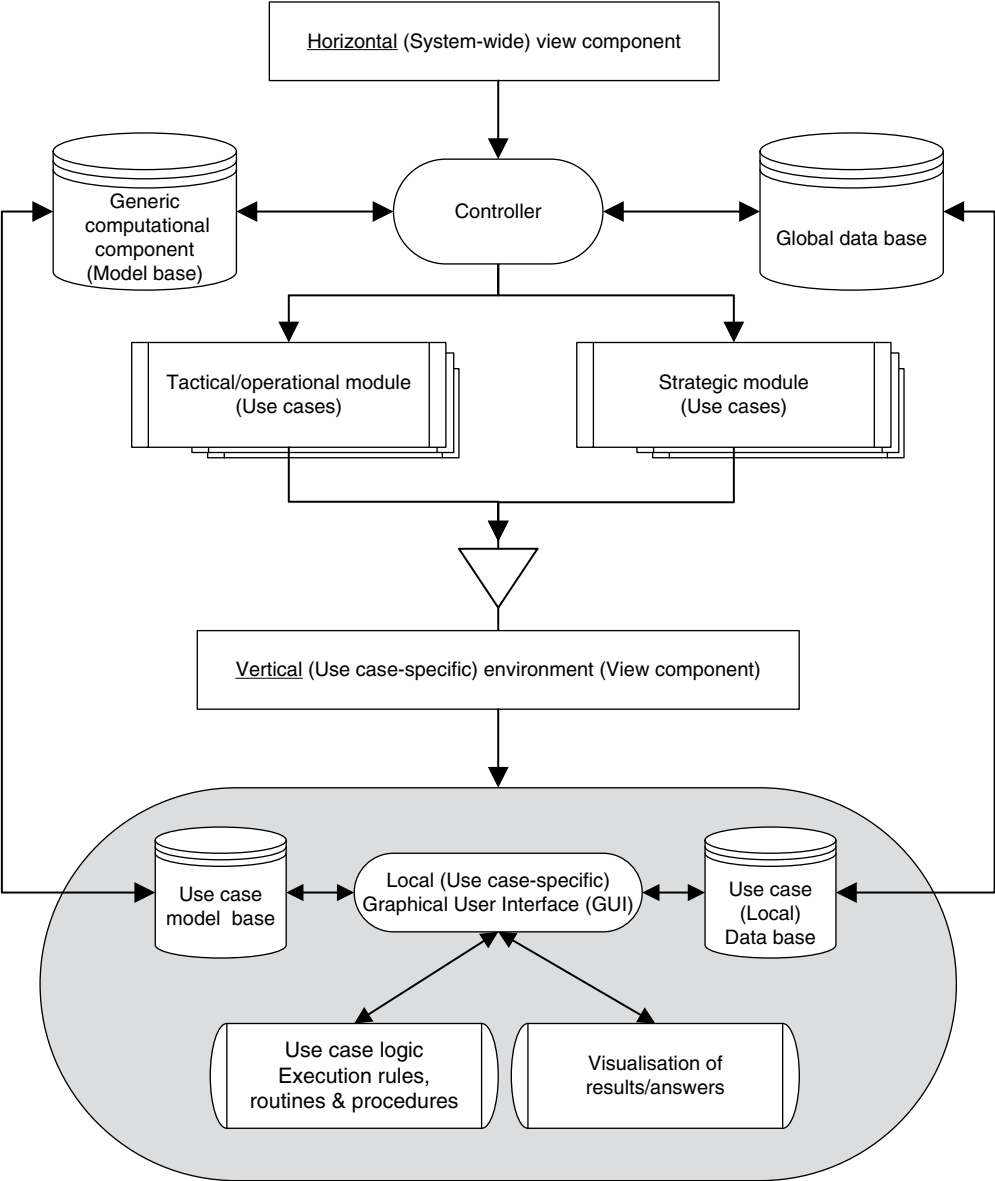 Horizontal (System-wide) view component
Generic
computational
component
(Model base)
Controller
Global data base
Tactical/operational module
(Use cases)
Strategic module
(Use cases)
Vertical (Use case-specific) environment (View component)
Use case
model base
Local (Use case-specific)
Graphical User Interface (GUI)
Use case
(Local)
Data base
Use case logic
Execution rules,
routines & procedures
Visualisation of
results/answers